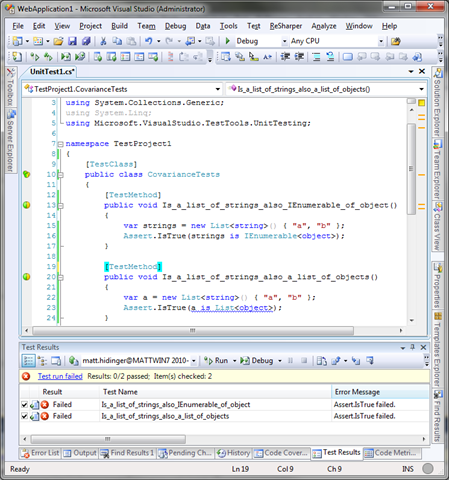 WebApplication1 - Microsoft Visual Studio (Administrator)
File Edit View Project Build Team Debug Data Tools Test ReSharper Analyze Window Help
Debug Any CPU
UnitTest1.cs*
TestProject1.CovarianceTests Is_a_list_of_strings_also_a_list_of_objects()
3 using System.Collections.Generic;
4 using System.Linq;
5 using Microsoft.VisualStudio.TestTools.UnitTesting;
6
7 namespace TestProject1
8 {
9 [TestClass]
10 public class CovarianceTests
11 {
12 [TestMethod]
13 public void Is_a_list_of_strings_also_IEnumerable_of_object()
14 {
15 var strings = new List<string>() { "a", "b" };
16 Assert.IsTrue(strings is IEnumerable<object>);
17 }
18
19 [TestMethod]
20 public void Is_a_list_of_strings_also_a_list_of_objects()
21 {
22 var a = new List<string>() { "a", "b" };
23 Assert.IsTrue(a is List<object>);
24 }
Toolbox
Server Explorer
Solution Explorer
Team Explorer
Class View
Properties
Templates Explorer
Find Results
Test Results
matt.hidinger@MATTWIN7 2010- Run Debug
Test run failed Results: 0/2 passed; Item(s) checked: 2
Result Test Name Error Message
Failed Is_a_list_of_strings_also_IEnumerable_of_object Assert.IsTrue failed.
Failed Is_a_list_of_strings_also_a_list_of_objects Assert.IsTrue failed.
Error List Output Find Results 1 Pending Ch... History Code Cover... Test Results Code Metric...
Ready Ln 19 Col 9 Ch 9 INS